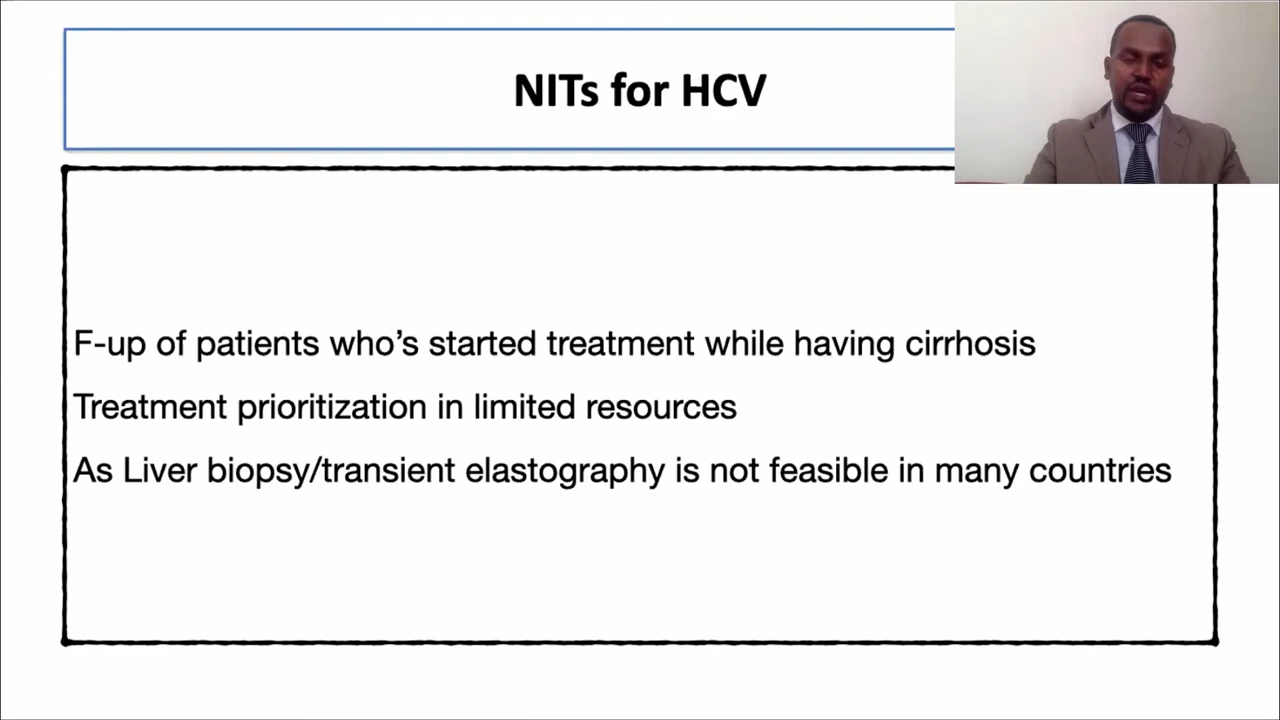 NITs for HCV
F-up of patients who’s started treatment while having cirrhosis
Treatment prioritization in limited resources
As Liver biopsy/transient elastography is not feasible in many countries